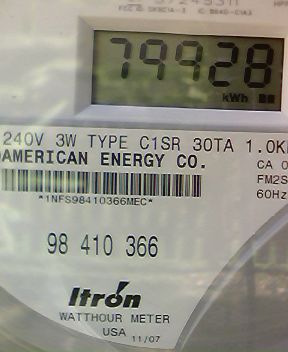 79928
kWh
240V 3W TYPE C1SR 30TA 1.0K
AMERICAN ENERGY CO.
CA 0
FM2S
*1NFS98410366MEC*
60Hz
98 410 366
Itron
WATTHOUR METER
USA 11/07